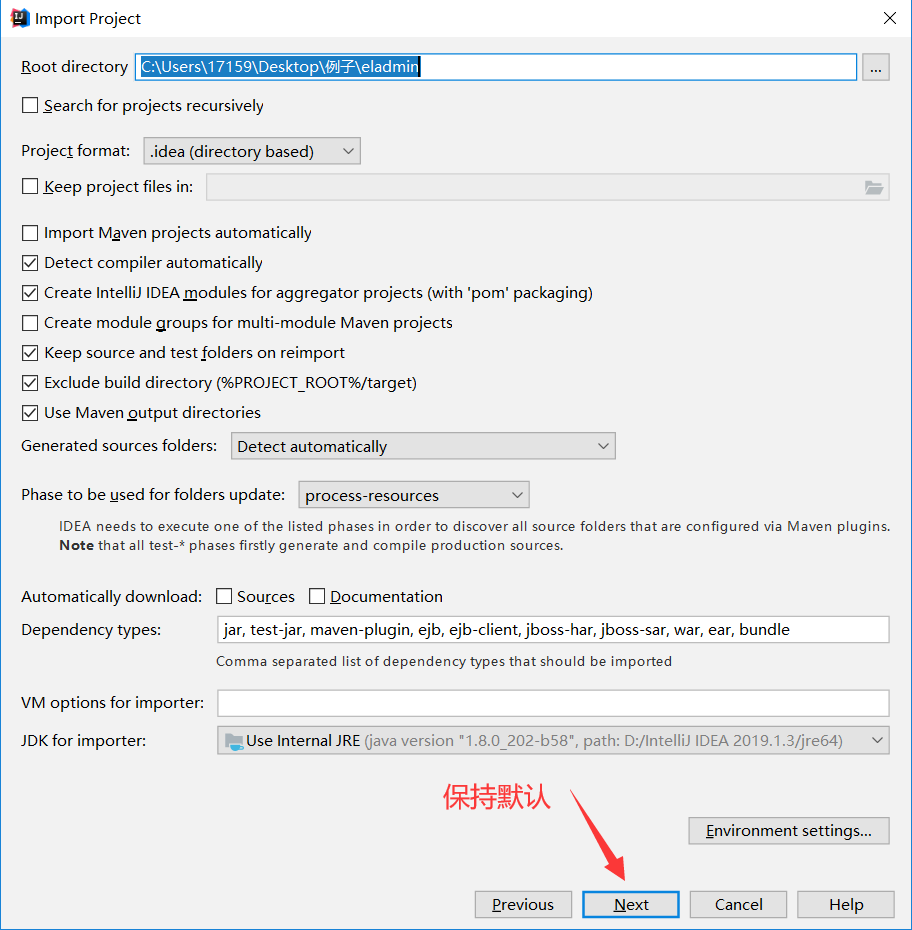 Import Project
Root directory C:\Users\17159\Desktop\例子\eladmin ...
Search for projects recursively
Project format: .idea (directory based)
Keep project files in:
Import Maven projects automatically
Detect compiler automatically
Create IntelliJ IDEA modules for aggregator projects (with 'pom' packaging)
Create module groups for multi-module Maven projects
Keep source and test folders on reimport
Exclude build directory (%PROJECT_ROOT%/target)
Use Maven output directories
Generated sources folders: Detect automatically
Phase to be used for folders update: process-resources
IDEA needs to execute one of the listed phases in order to discover all source folders that are configured via Maven plugins.
Note that all test-* phases firstly generate and compile production sources.
Automatically download: Sources Documentation
Dependency types: jar, test-jar, maven-plugin, ejb, ejb-client, jboss-har, jboss-sar, war, ear, bundle
Comma separated list of dependency types that should be imported
VM options for importer:
JDK for importer: Use Internal JRE (java version "1.8.0_202-b58", path: D:/IntelliJ IDEA 2019.1.3/jre64)
保持默认
Environment settings...
Previous Next Cancel Help